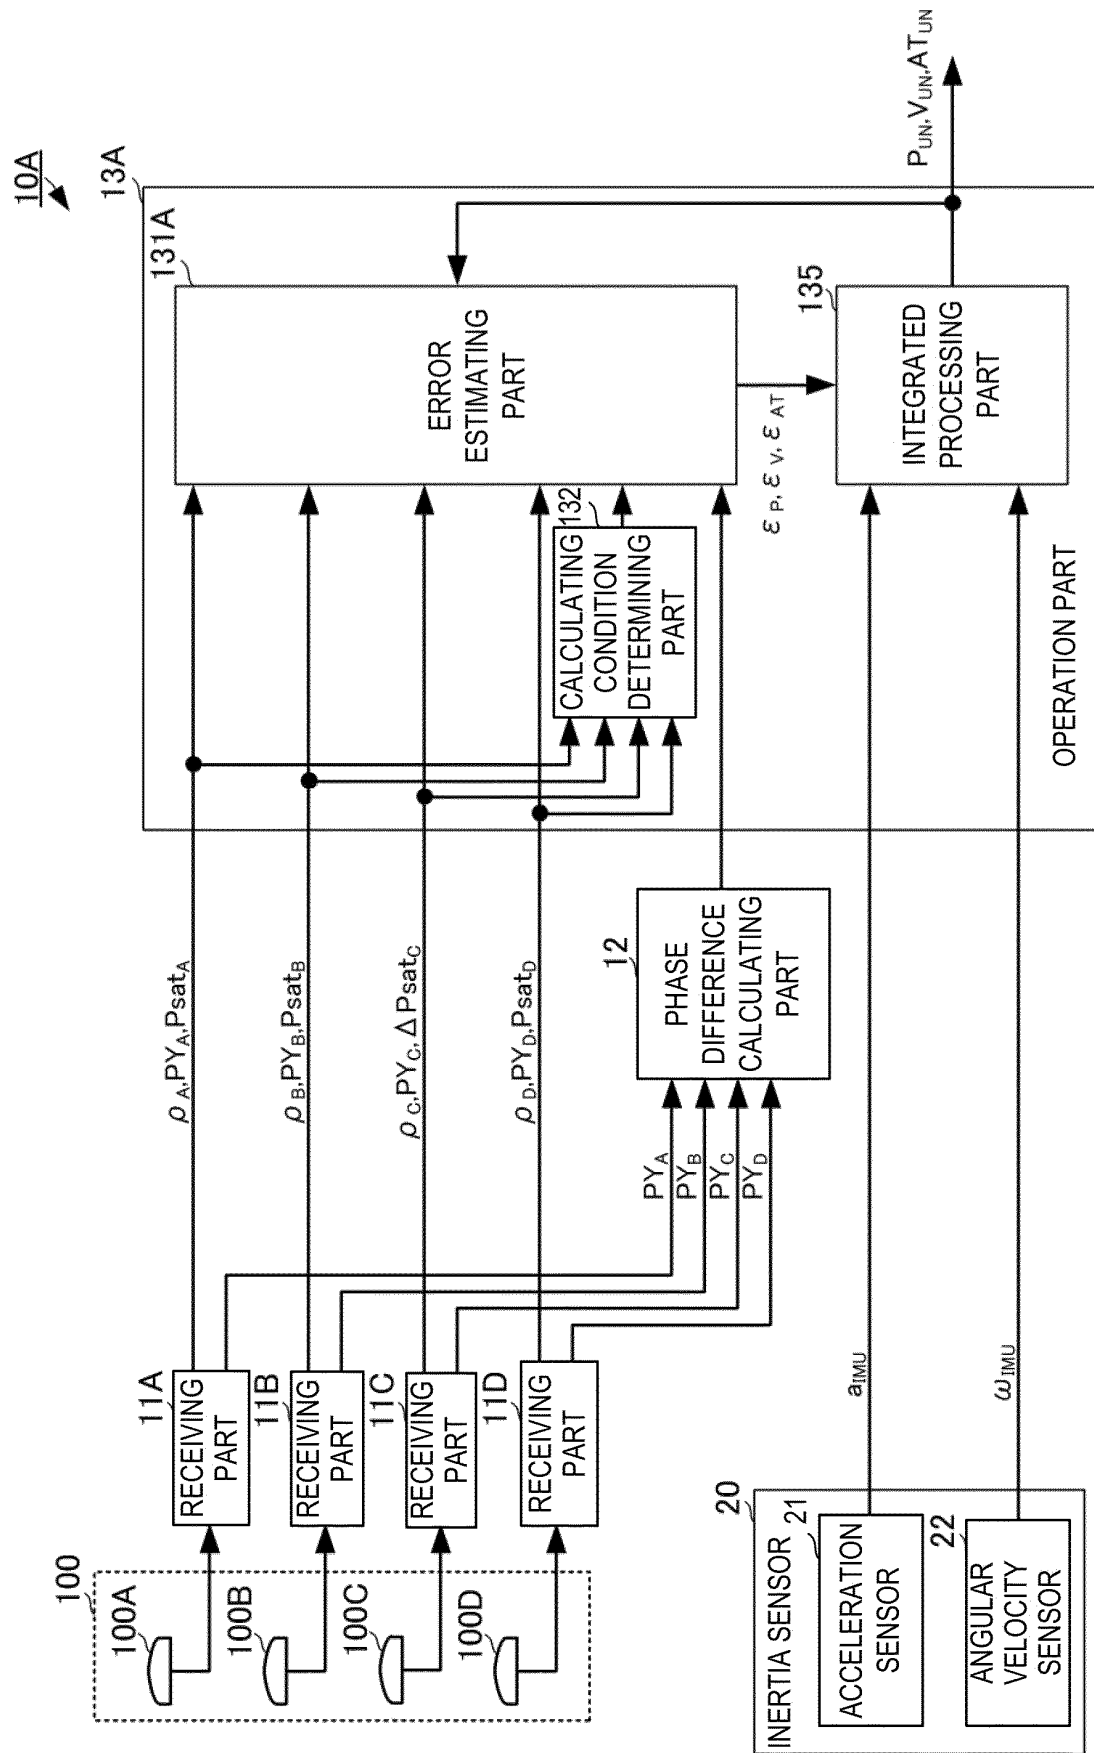 10A
13A
100
100A
100B
100C
100D
11A
RECEIVING
PART
11B
RECEIVING
PART
11C
RECEIVING
PART
11D
RECEIVING
PART
ρA,PYA,PsatA
ρB,PYB,PsatB
ρC,PYC,ΔPsatC
ρD,PYD,PsatD
PYA
PYB
PYC
PYD
12
PHASE
DIFFERENCE
CALCULATING
PART
132
CALCULATING
CONDITION
DETERMINING
PART
131A
ERROR
ESTIMATING
PART
εP,εV,εAT
135
INTEGRATED
PROCESSING
PART
PUN,VUN,ATUN
OPERATION PART
20
INERTIA SENSOR
21
ACCELERATION
SENSOR
22
ANGULAR
VELOCITY
SENSOR
aIMU
ωIMU